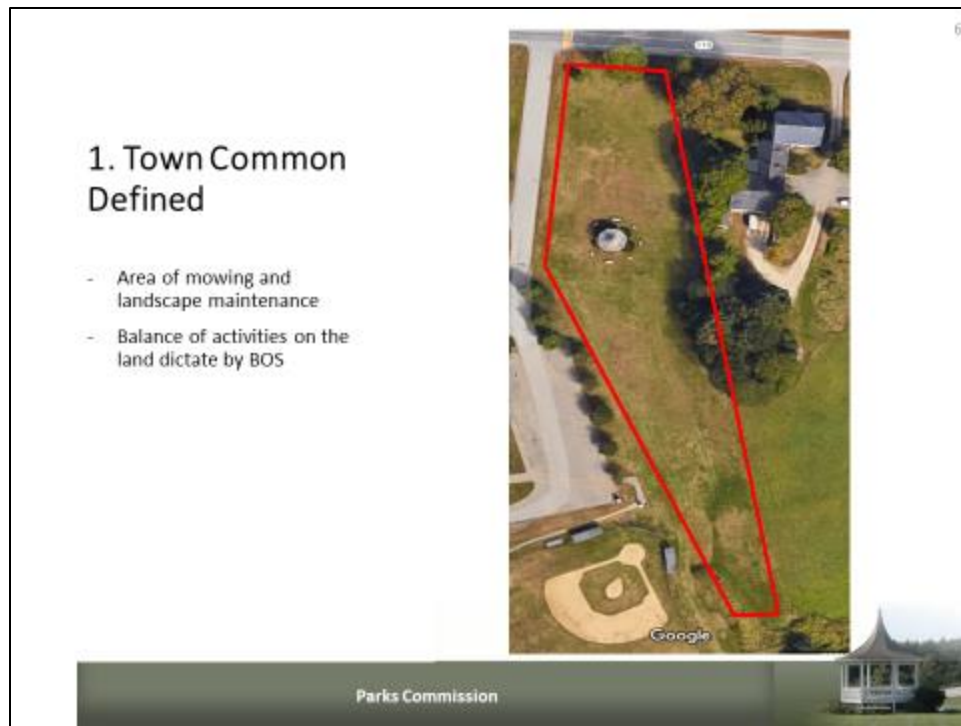 6
1. Town Common
Defined
- Area of mowing and
landscape maintenance
- Balance of activities on the
land dictate by BOS
Google
Parks Commission